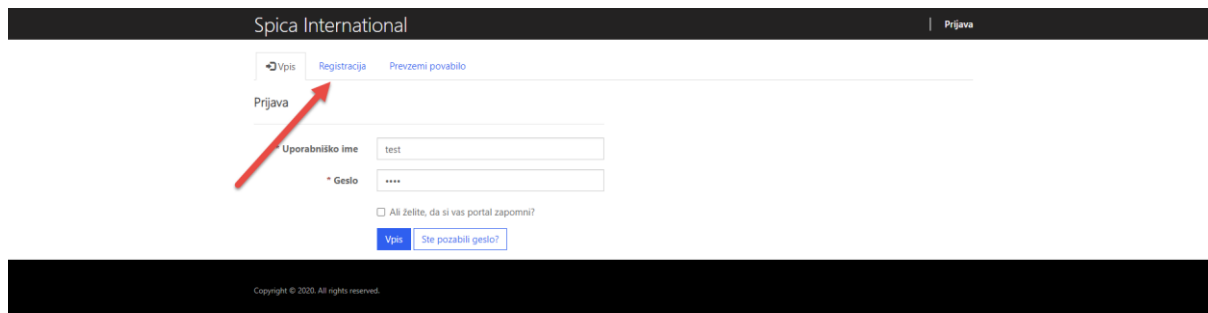 Spica International
Prijava
Vpis Registracija Prevzemi povabilo
Prijava
* Uporabniško ime test
* Geslo ••••
Ali želite, da si vas portal zapomni?
Vpis Ste pozabili geslo?
Copyright © 2020. All rights reserved.